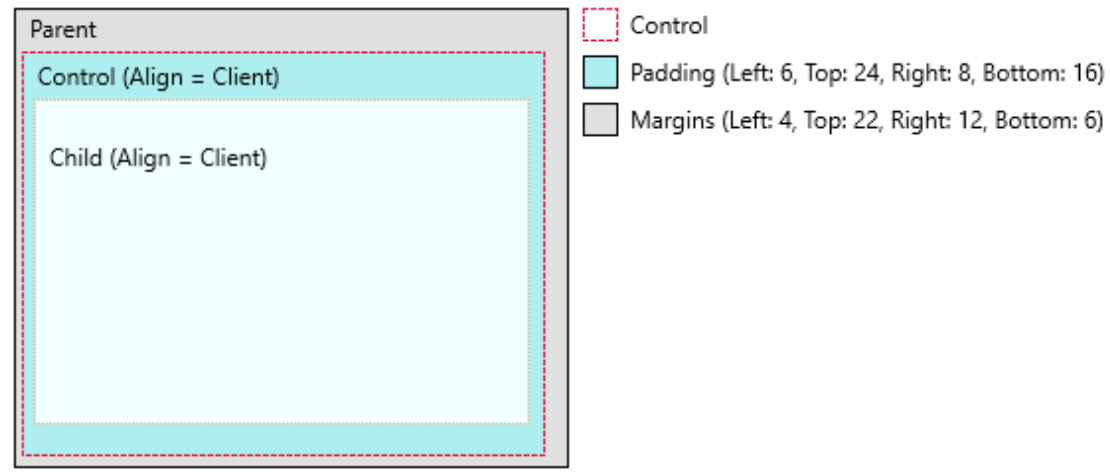 Parent
Control (Align = Client)
Child (Align = Client)
Control
Padding (Left: 6, Top: 24, Right: 8, Bottom: 16)
Margins (Left: 4, Top: 22, Right: 12, Bottom: 6)